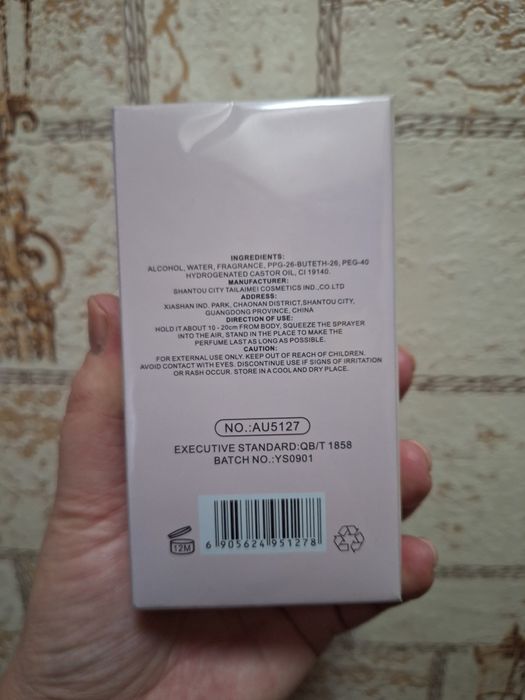 INGREDIENTS:
ALCOHOL, WATER, FRAGRANCE, PPG-26-BUTETH-26, PEG-40
HYDROGENATED CASTOR OIL, CI 19140.
MANUFACTURER:
SHANTOU CITY TAILAIMEI COSMETICS IND.,CO.LTD
ADDRESS:
XIASHAN IND. PARK, CHAONAN DISTRICT,SHANTOU CITY,
GUANGDONG PROVINCE, CHINA
DIRECTION OF USE:
HOLD IT ABOUT 10 - 20cm FROM BODY, SQUEEZE THE SPRAYER
INTO THE AIR, STAND IN THE PLACE TO MAKE THE
PERFUME LAST AS LONG AS POSSIBLE.
CAUTION:
FOR EXTERNAL USE ONLY. KEEP OUT OF REACH OF CHILDREN.
AVOID CONTACT WITH EYES. DISCONTINUE USE IF SIGNS OF IRRITATION
OR RASH OCCUR. STORE IN A COOL AND DRY PLACE.
NO.:AU5127
EXECUTIVE STANDARD:QB/T 1858
BATCH NO.:YS0901
12M
6 905624 951278